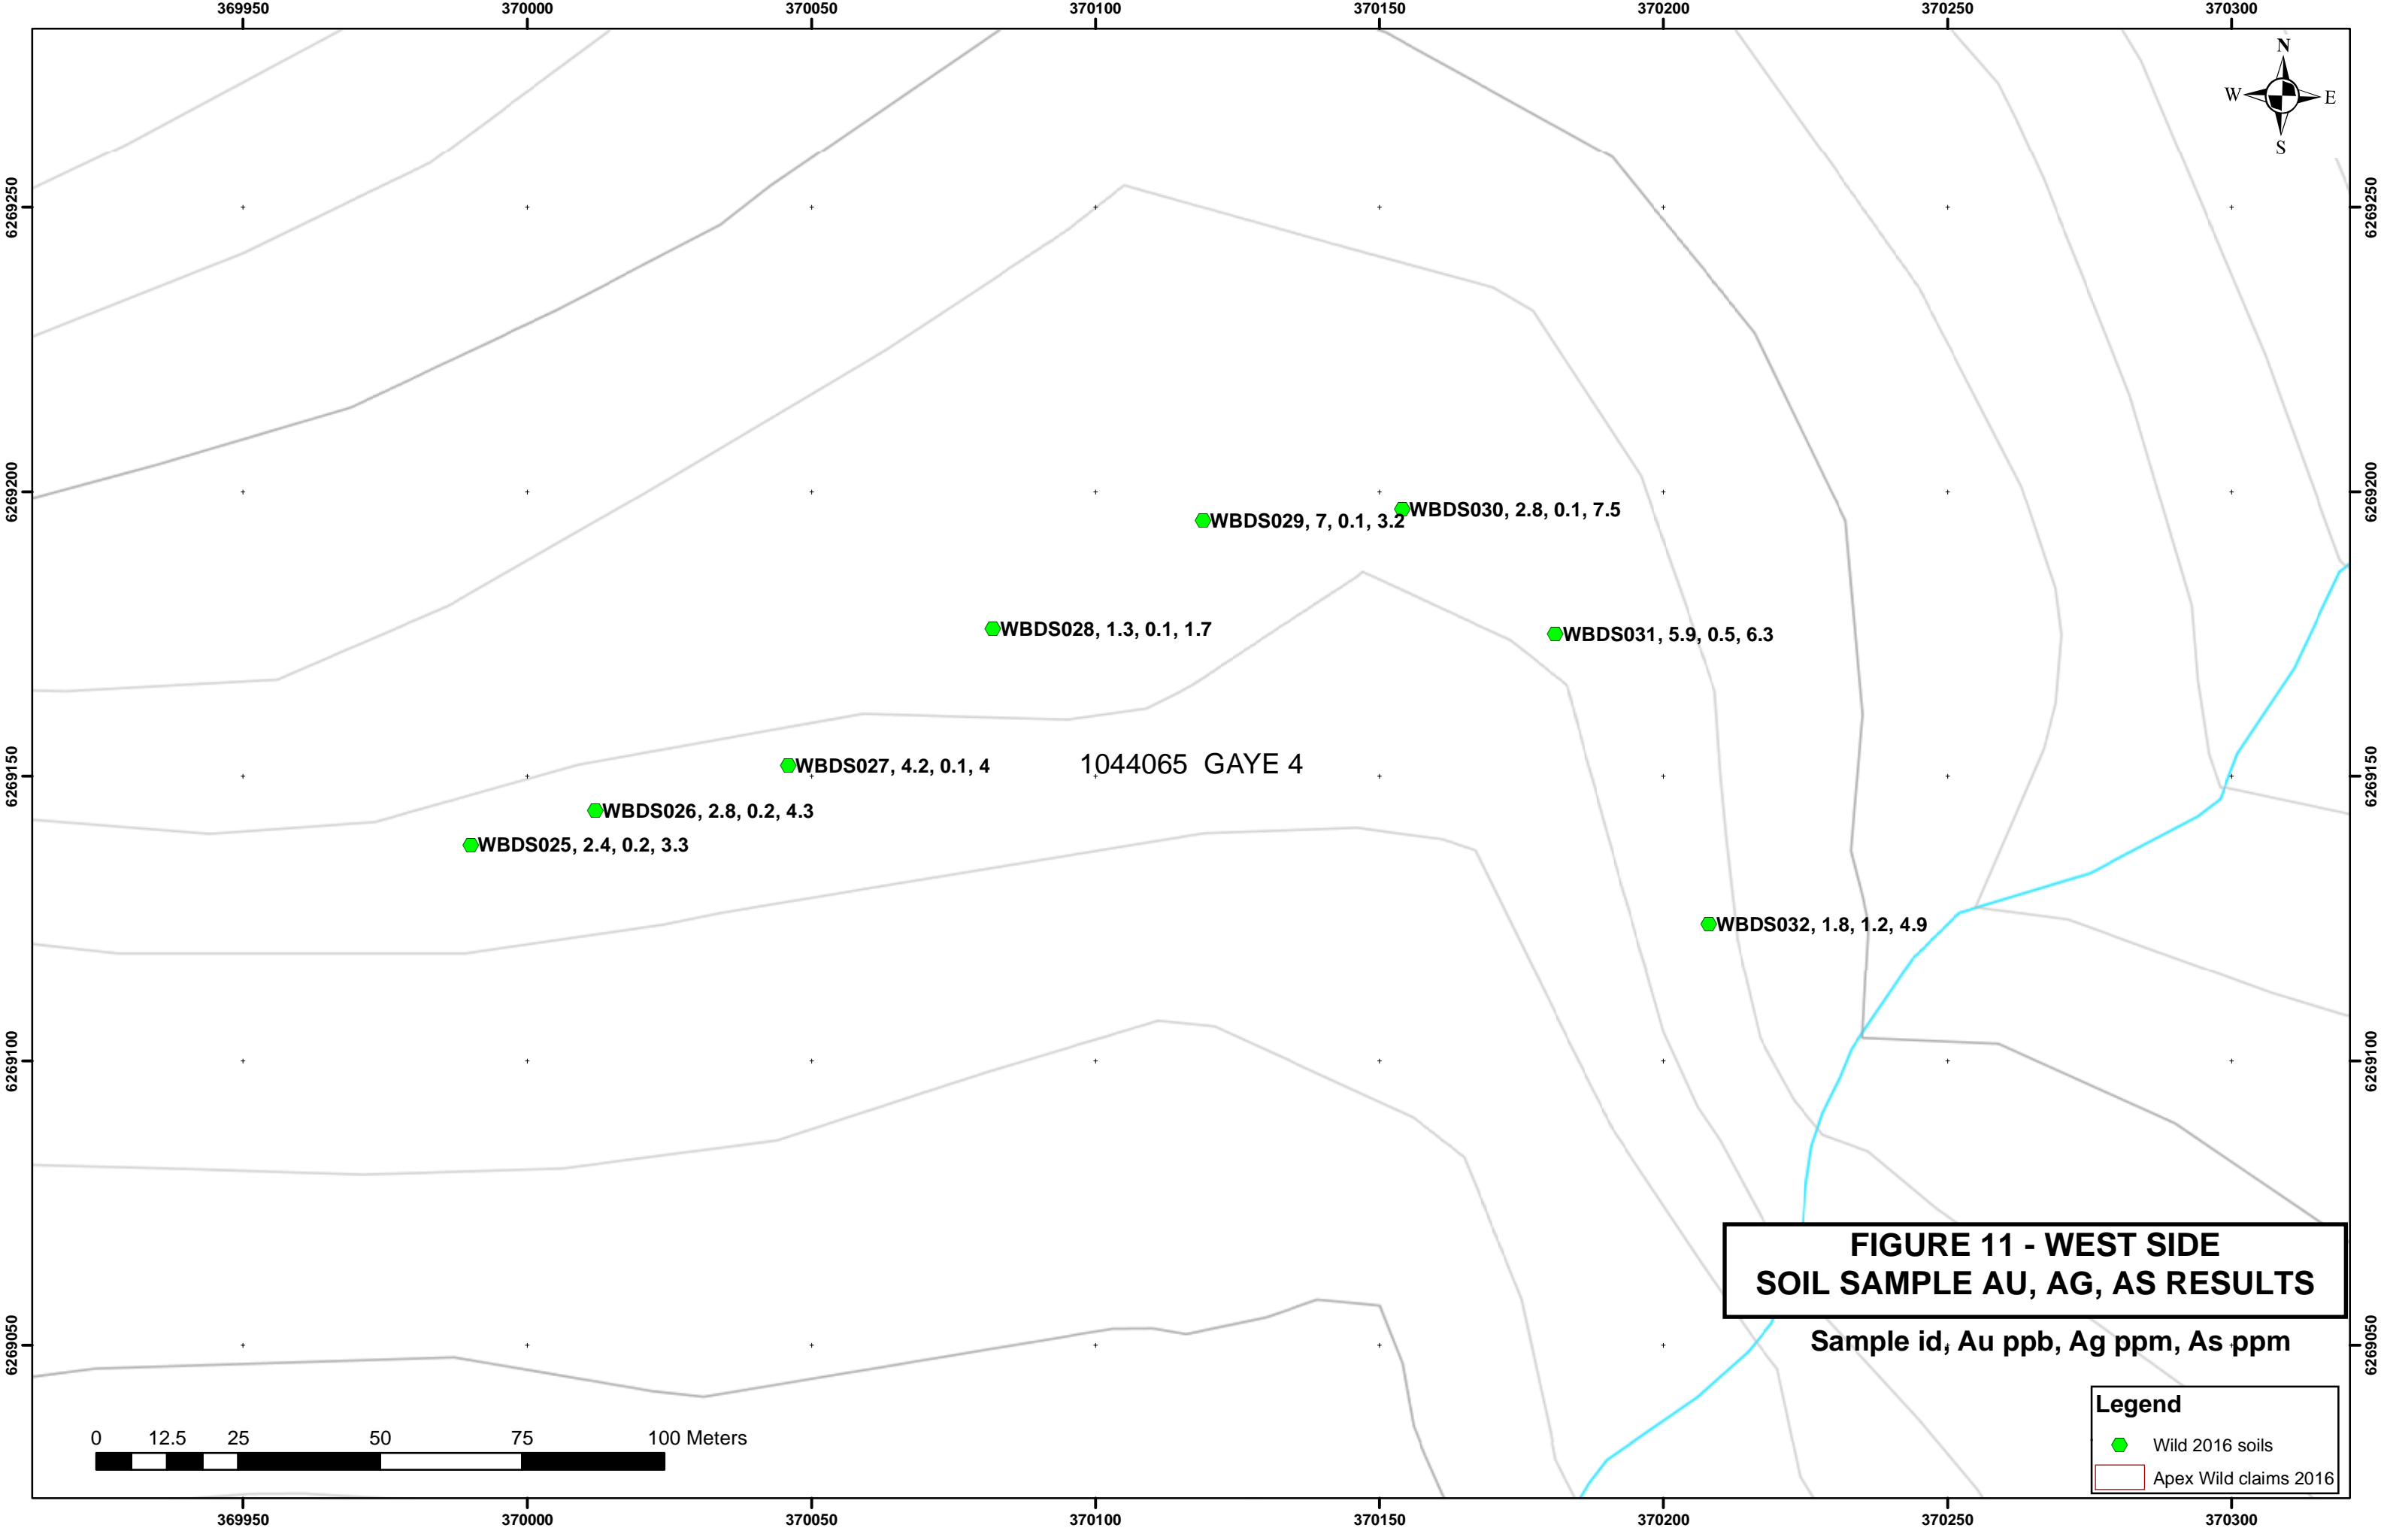 369950 370000 370050 370100 370150 370200 370250 370300
N
W E
S
6269250 6269250
6269200 6269200
WBDS030, 2.8, 0.1, 7.5
WBDS029, 7, 0.1, 3.2
WBDS028, 1.3, 0.1, 1.7
WBDS031, 5.9, 0.5, 6.3
6269150 6269150
WBDS027, 4.2, 0.1, 4
1044065 GAYE 4
WBDS026, 2.8, 0.2, 4.3
WBDS025, 2.4, 0.2, 3.3
WBDS032, 1.8, 1.2, 4.9
6269100 6269100
FIGURE 11 - WEST SIDE
SOIL SAMPLE AU, AG, AS RESULTS
6269050 6269050
Sample id, Au ppb, Ag ppm, As ppm
Legend
Wild 2016 soils
Apex Wild claims 2016
0 12.5 25 50 75 100 Meters
369950 370000 370050 370100 370150 370200 370250 370300